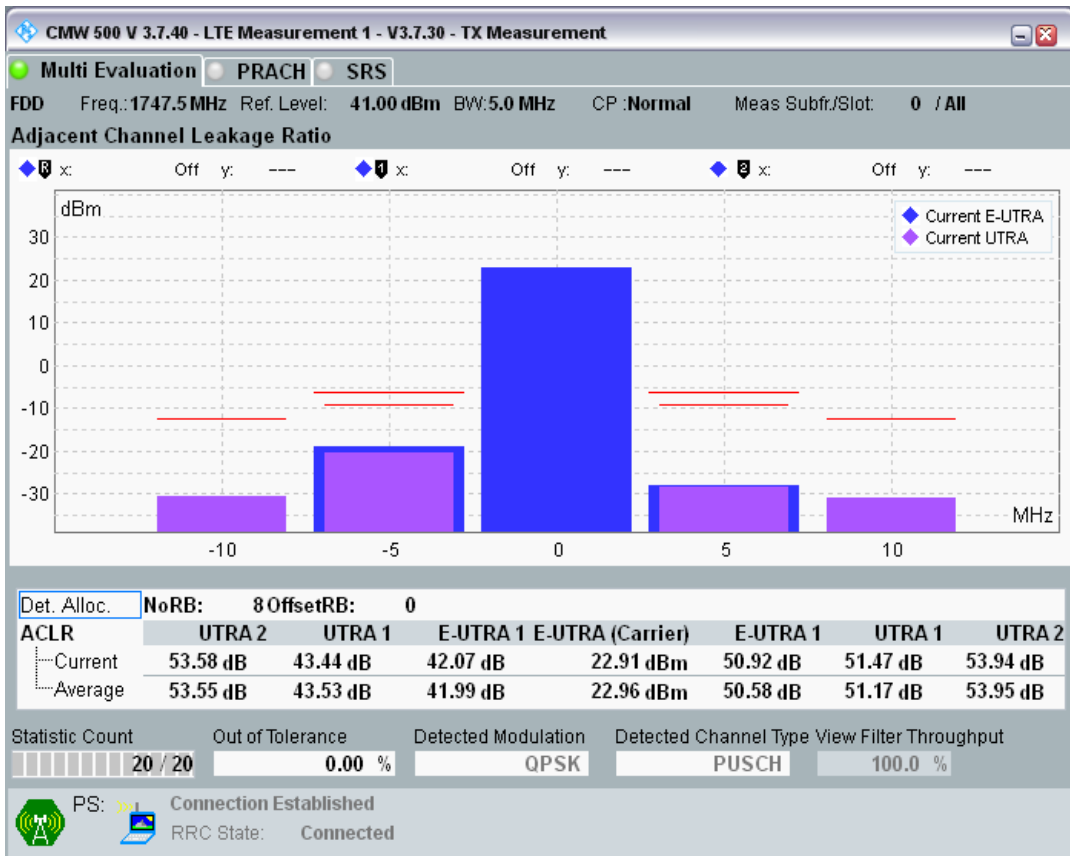 CMW 500 V 3.7.40 - LTE Measurement 1 - V3.7.30 - TX Measurement
Multi Evaluation PRACH SRS
FDD Freq.:1747.5 MHz Ref. Level: 41.00 dBm BW:5.0 MHz CP :Normal Meas Subfr./Slot: 0 / All
Adjacent Channel Leakage Ratio
R x: Off y: --- 1 x: Off y: --- 2 x: Off y: ---
dBm
Current E-UTRA
Current UTRA
30
20
10
0
-10
-20
-30
MHz
-10 -5 0 5 10
Det. Alloc. NoRB: 8 OffsetRB: 0
ACLR UTRA 2 UTRA 1 E-UTRA 1 E-UTRA (Carrier) E-UTRA 1 UTRA 1 UTRA 2
Current 53.58 dB 43.44 dB 42.07 dB 22.91 dBm 50.92 dB 51.47 dB 53.94 dB
Average 53.55 dB 43.53 dB 41.99 dB 22.96 dBm 50.58 dB 51.17 dB 53.95 dB
Statistic Count Out of Tolerance Detected Modulation Detected Channel Type View Filter Throughput
20 / 20 0.00 % QPSK PUSCH 100.0 %
PS: Connection Established
RRC State: Connected